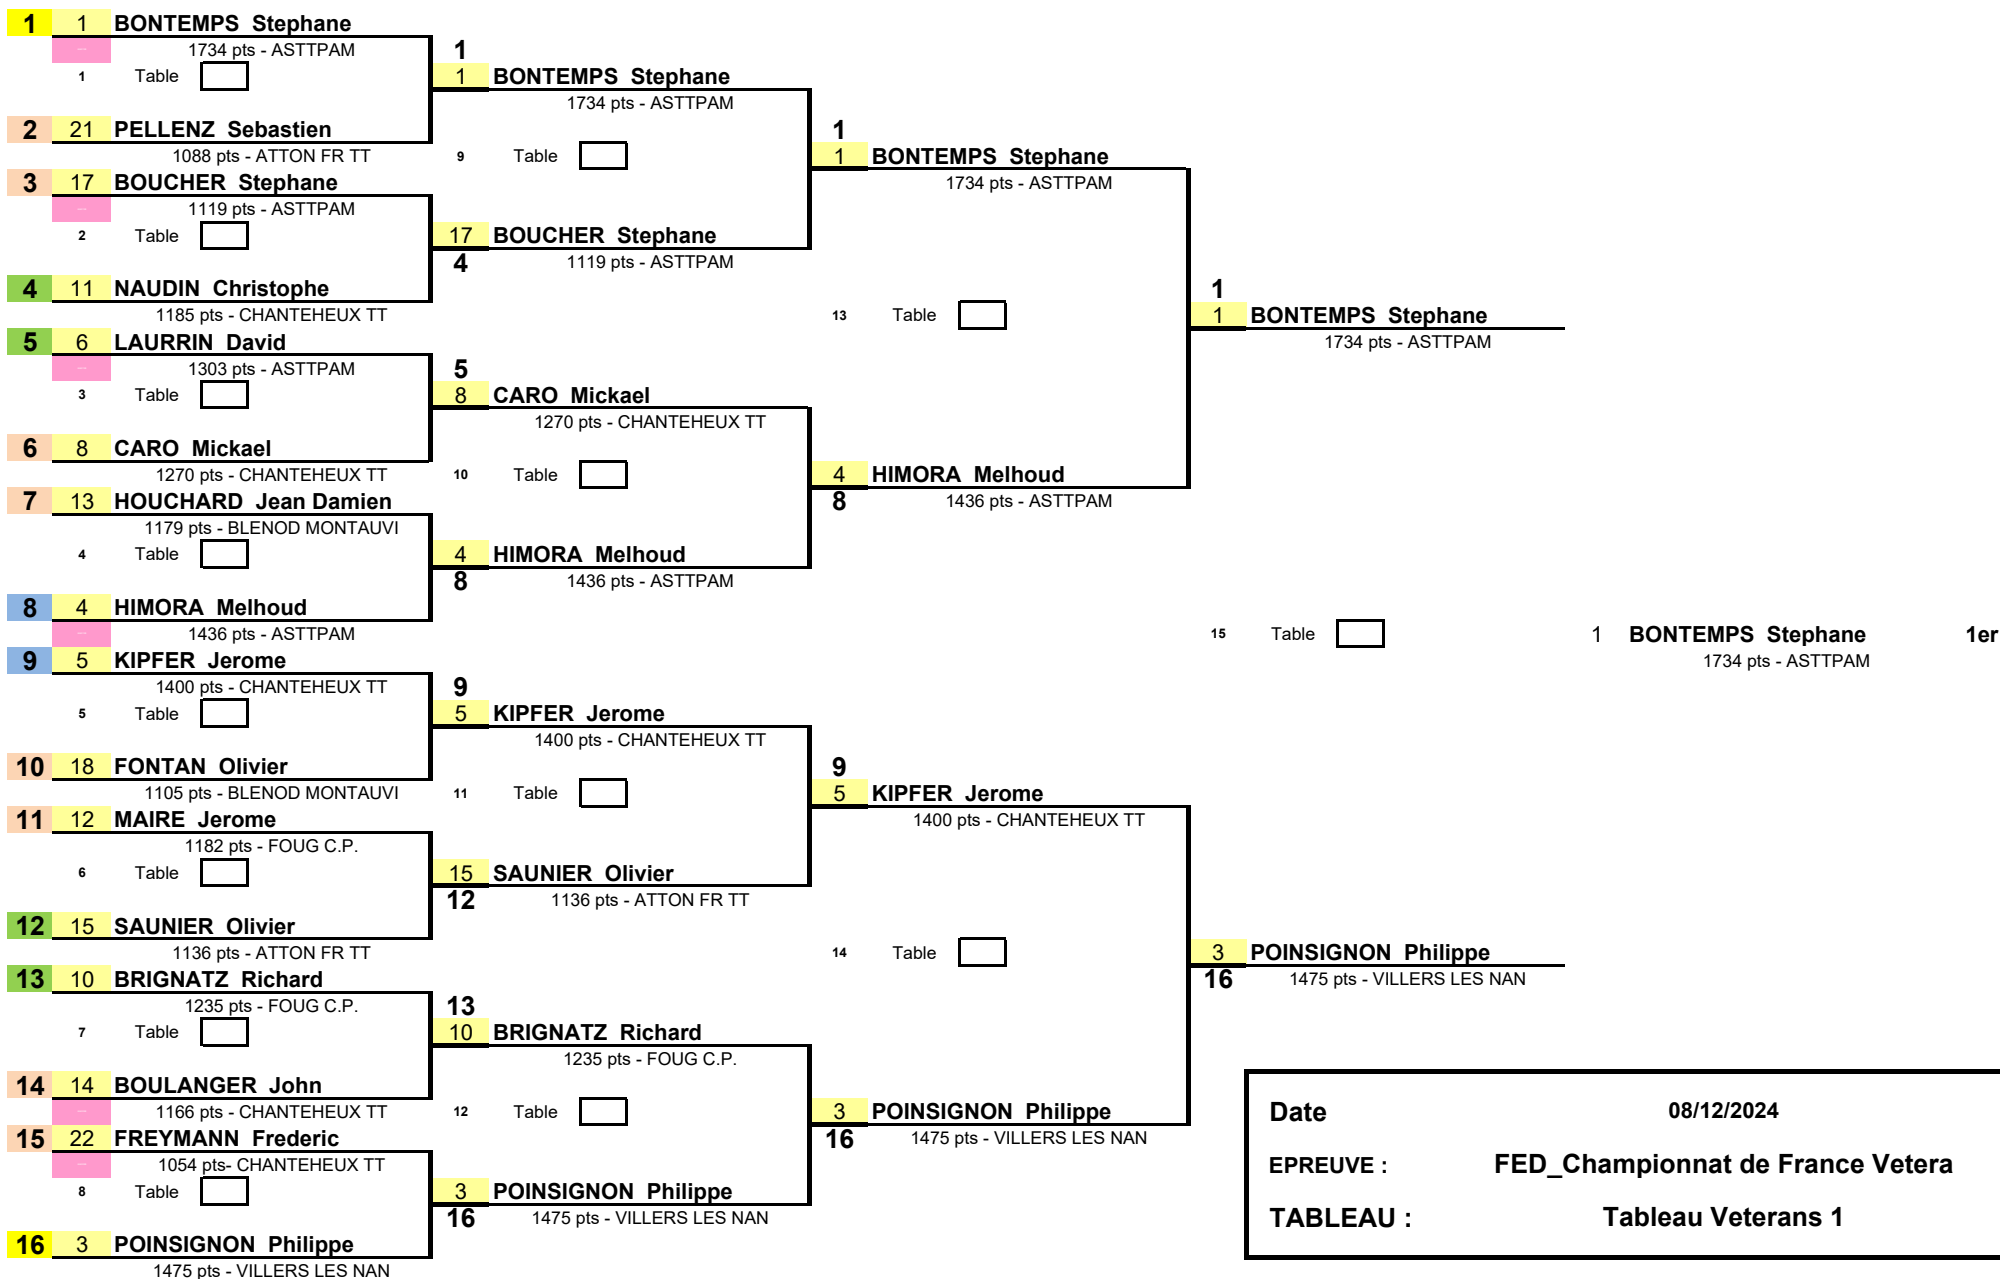 1 1 BONTEMPS Stephane
1734 pts - ASTTPAM
1 Table
2 21 PELLENZ Sebastien
1088 pts - ATTON FR TT
3 17 BOUCHER Stephane
1119 pts - ASTTPAM
2 Table
4 11 NAUDIN Christophe
1185 pts - CHANTEHEUX TT
5 6 LAURRIN David
1303 pts - ASTTPAM
3 Table
6 8 CARO Mickael
1270 pts - CHANTEHEUX TT
7 13 HOUCHARD Jean Damien
1179 pts - BLENOD MONTAUVI
4 Table
8 4 HIMORA Melhoud
1436 pts - ASTTPAM
9 5 KIPFER Jerome
1400 pts - CHANTEHEUX TT
5 Table
10 18 FONTAN Olivier
1105 pts - BLENOD MONTAUVI
11 12 MAIRE Jerome
1182 pts - FOUG C.P.
6 Table
12 15 SAUNIER Olivier
1136 pts - ATTON FR TT
13 10 BRIGNATZ Richard
1235 pts - FOUG C.P.
7 Table
14 14 BOULANGER John
1166 pts - CHANTEHEUX TT
15 22 FREYMANN Frederic
1054 pts- CHANTEHEUX TT
8 Table
16 3 POINSIGNON Philippe
1475 pts - VILLERS LES NAN
1
1 BONTEMPS Stephane
1734 pts - ASTTPAM
9 Table
17 BOUCHER Stephane
4 1119 pts - ASTTPAM
5
8 CARO Mickael
1270 pts - CHANTEHEUX TT
10 Table
4 HIMORA Melhoud
8 1436 pts - ASTTPAM
9
5 KIPFER Jerome
1400 pts - CHANTEHEUX TT
11 Table
15 SAUNIER Olivier
12 1136 pts - ATTON FR TT
13
10 BRIGNATZ Richard
1235 pts - FOUG C.P.
12 Table
3 POINSIGNON Philippe
16 1475 pts - VILLERS LES NAN
1
1 BONTEMPS Stephane
1734 pts - ASTTPAM
13 Table
4 HIMORA Melhoud
8 1436 pts - ASTTPAM
9
5 KIPFER Jerome
1400 pts - CHANTEHEUX TT
14 Table
3 POINSIGNON Philippe
16 1475 pts - VILLERS LES NAN
1
1 BONTEMPS Stephane
1734 pts - ASTTPAM
15 Table
3 POINSIGNON Philippe
16 1475 pts - VILLERS LES NAN
1 BONTEMPS Stephane 1er
1734 pts - ASTTPAM
Date 08/12/2024
EPREUVE : FED_Championnat de France Vetera
TABLEAU : Tableau Veterans 1